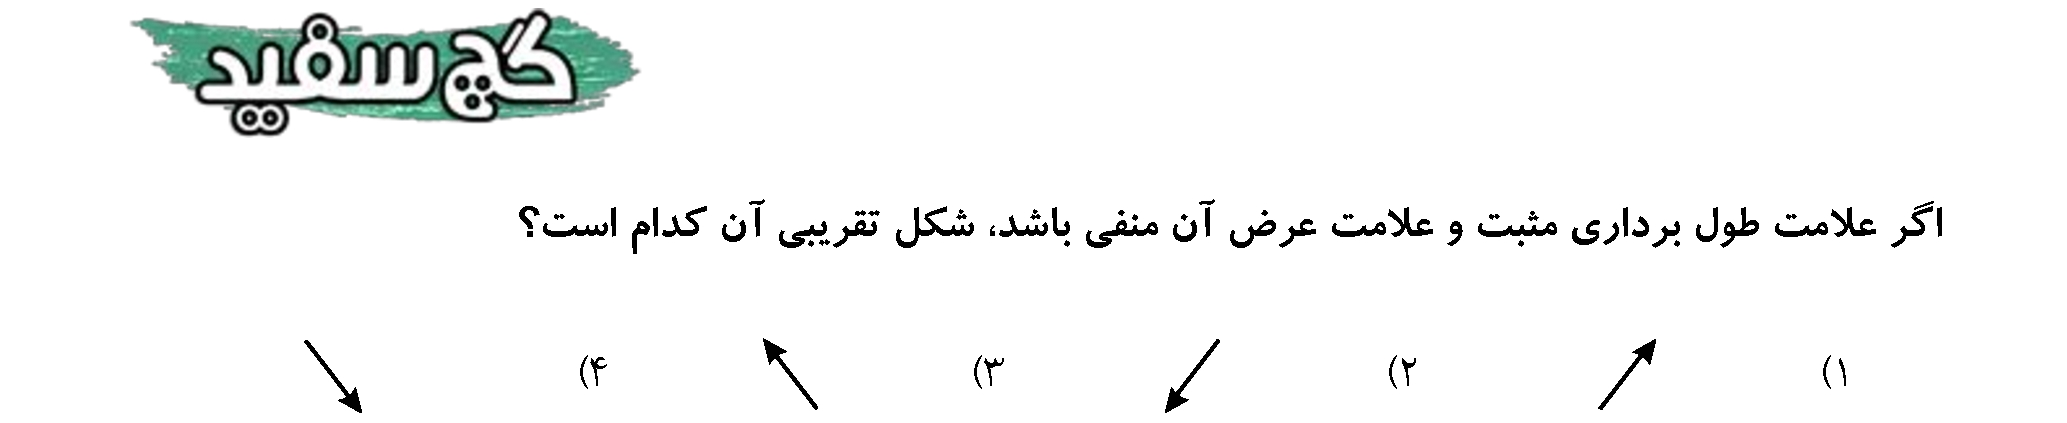 گچ سفید
اگر علامت طول برداری مثبت و علامت عرض آن منفی باشد، شکل تقریبی آن کدام است؟
۱) ۲) ۳) ۴)